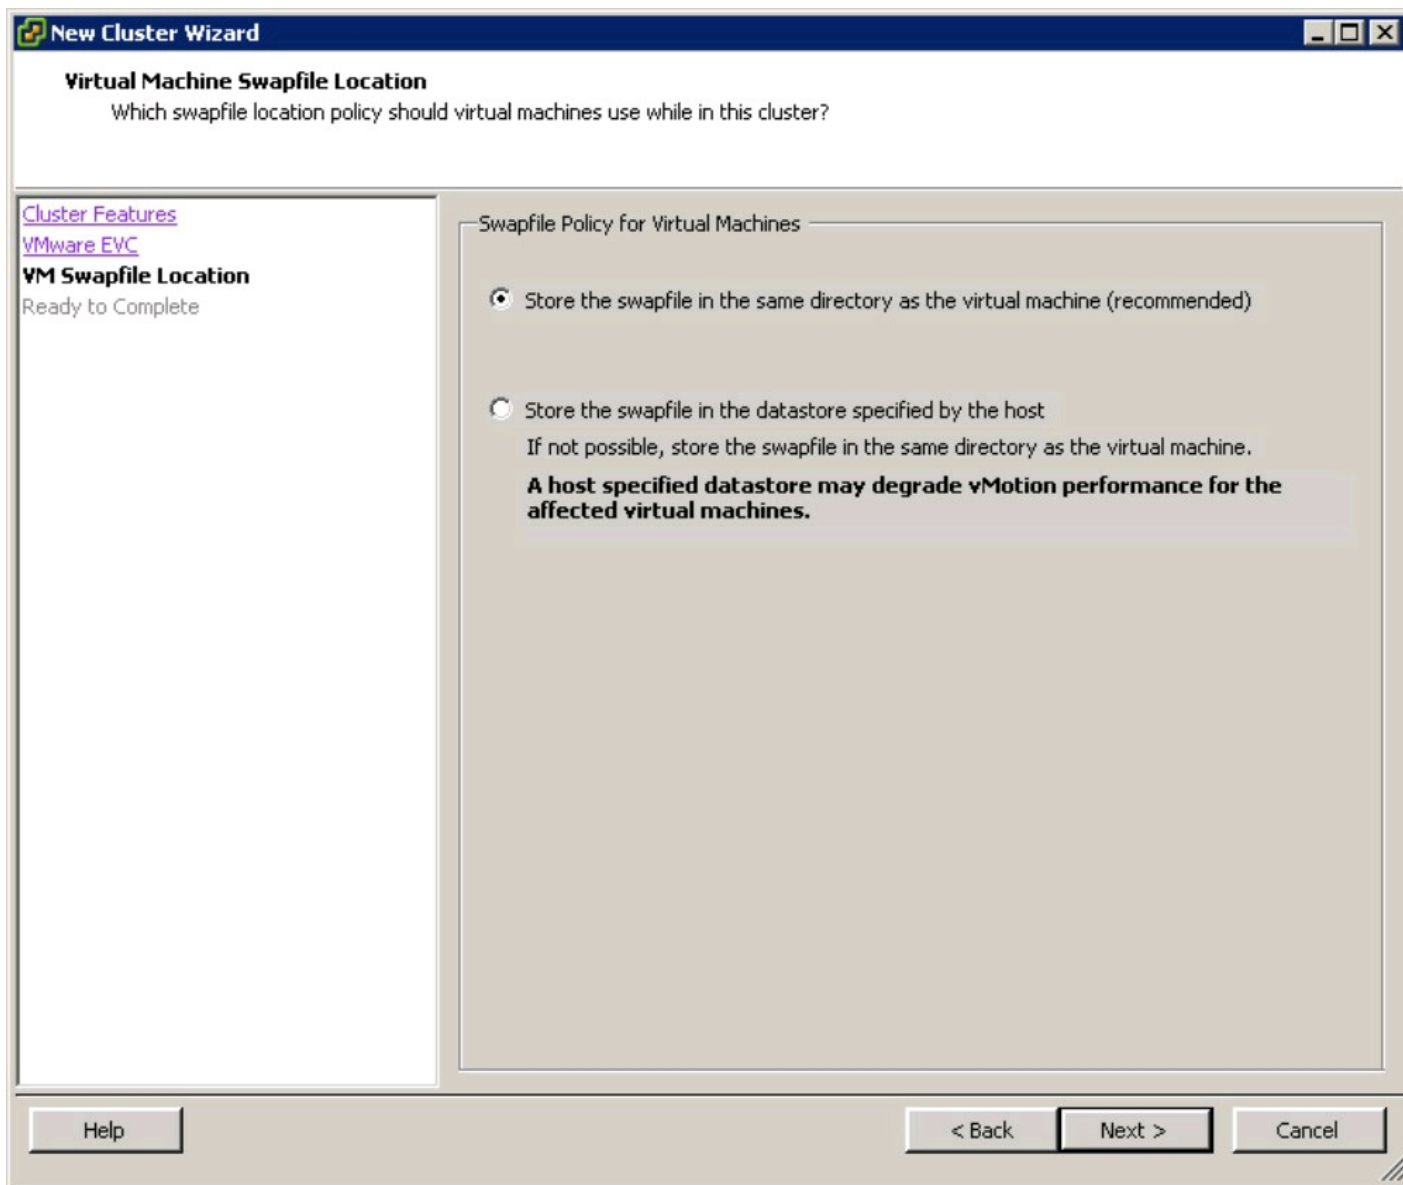 New Cluster Wizard
Virtual Machine Swapfile Location
Which swapfile location policy should virtual machines use while in this cluster?
Cluster Features
VMware EVC
VM Swapfile Location
Ready to Complete
Swapfile Policy for Virtual Machines
Store the swapfile in the same directory as the virtual machine (recommended)
Store the swapfile in the datastore specified by the host
If not possible, store the swapfile in the same directory as the virtual machine.
A host specified datastore may degrade vMotion performance for the
affected virtual machines.
Help
< Back
Next >
Cancel